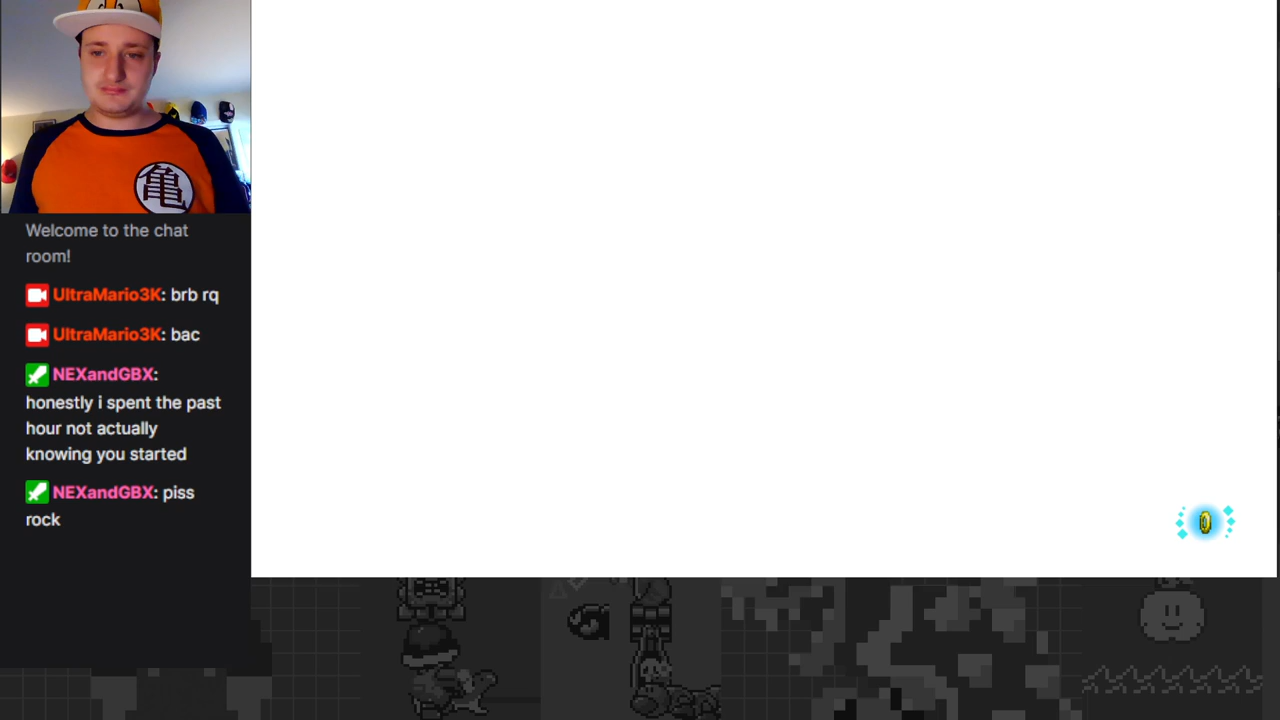 亀
Welcome to the chat
room!
UltraMario3K: brb rq
UltraMario3K: bac
NEXandGBX:
honestly i spent the past
hour not actually
knowing you started
NEXandGBX: piss
rock